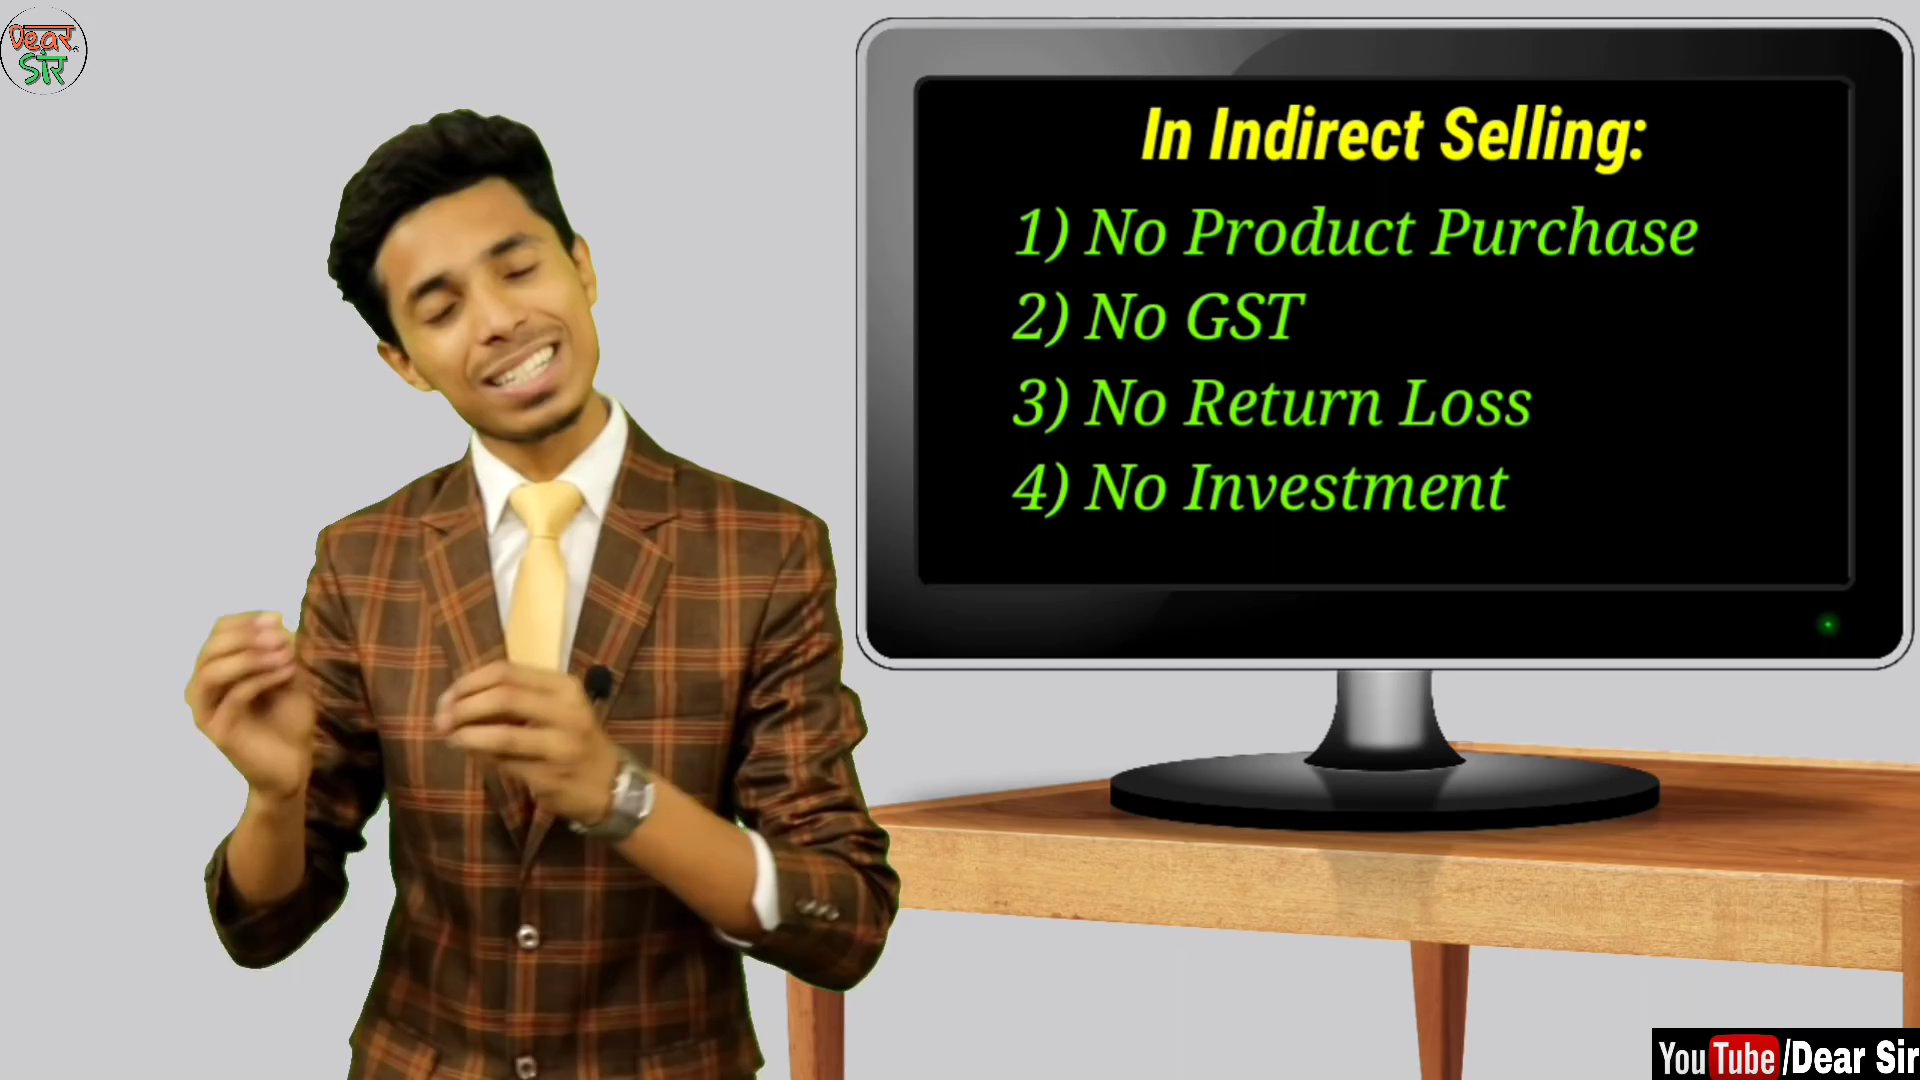 Dear सर
In Indirect Selling:
1) No Product Purchase
2) No GST
3) No Return Loss
4) No Investment
YouTube/Dear Sir